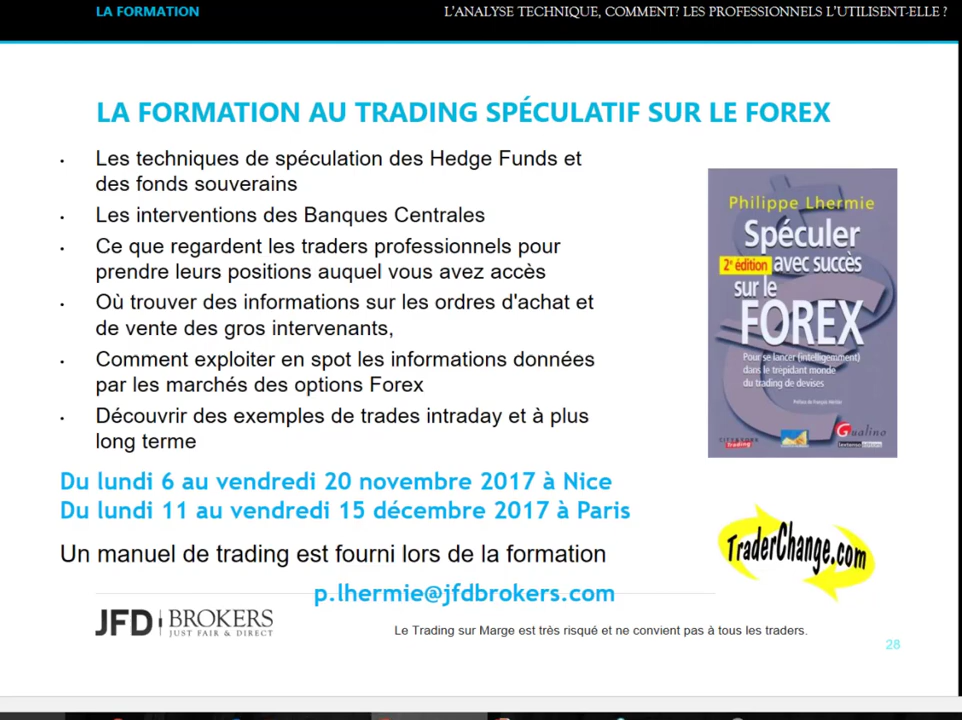 LA FORMATION
L'ANALYSE TECHNIQUE, COMMENT? LES PROFESSIONNELS L'UTILISENT-ELLE ?
LA FORMATION AU TRADING SPÉCULATIF SUR LE FOREX
• Les techniques de spéculation des Hedge Funds et
des fonds souverains
• Les interventions des Banques Centrales
• Ce que regardent les traders professionnels pour
prendre leurs positions auquel vous avez accès
• Où trouver des informations sur les ordres d'achat et
de vente des gros intervenants,
• Comment exploiter en spot les informations données
par les marchés des options Forex
• Découvrir des exemples de trades intraday et à plus
long terme
Du lundi 6 au vendredi 20 novembre 2017 à Nice
Du lundi 11 au vendredi 15 décembre 2017 à Paris
Un manuel de trading est fourni lors de la formation
p.lhermie@jfdbrokers.com
Philippe Lhermie
Spéculer
2e édition avec succès
sur le
FOREX
Pour se lancer (intelligemment)
dans le trépidant monde
du trading de devises
Gualino
TraderChange.com
JFD BROKERS
JUST FAIR & DIRECT
Le Trading sur Marge est très risqué et ne convient pas à tous les traders.
28